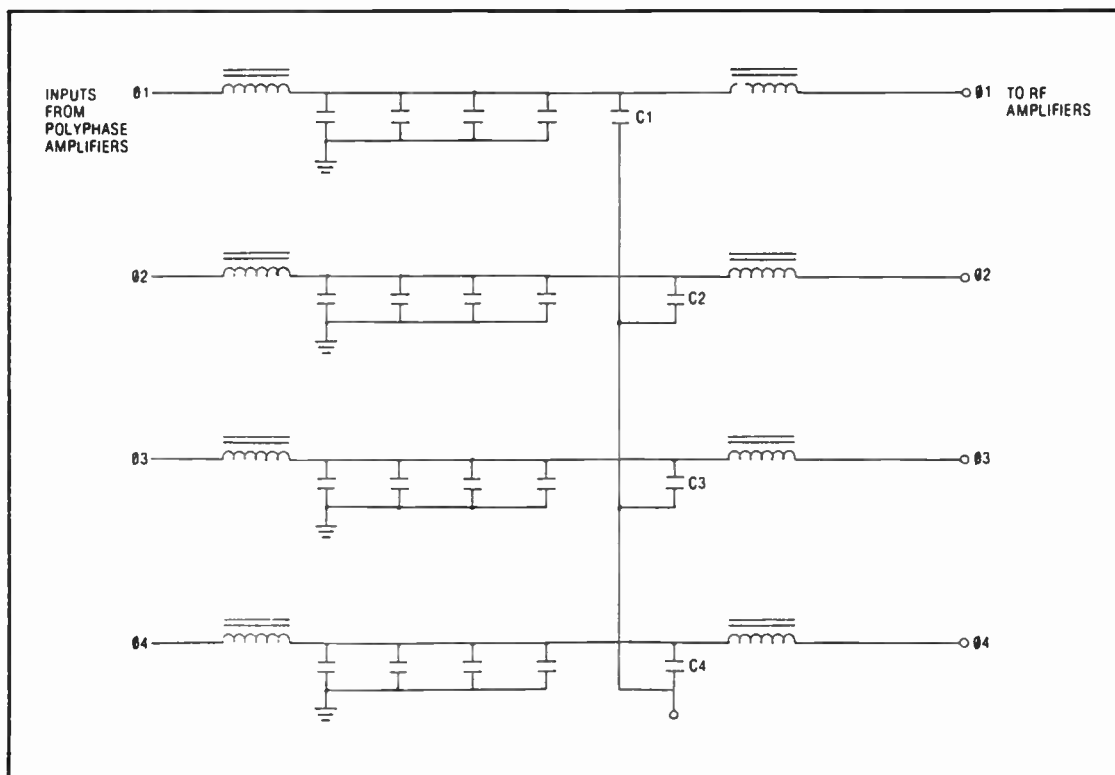 INPUTS
FROM
POLYPHASE
AMPLIFIERS
Ø1
C1
Ø1
TO RF
AMPLIFIERS
Ø2
C2
Ø2
Ø3
C3
Ø3
Ø4
C4
Ø4